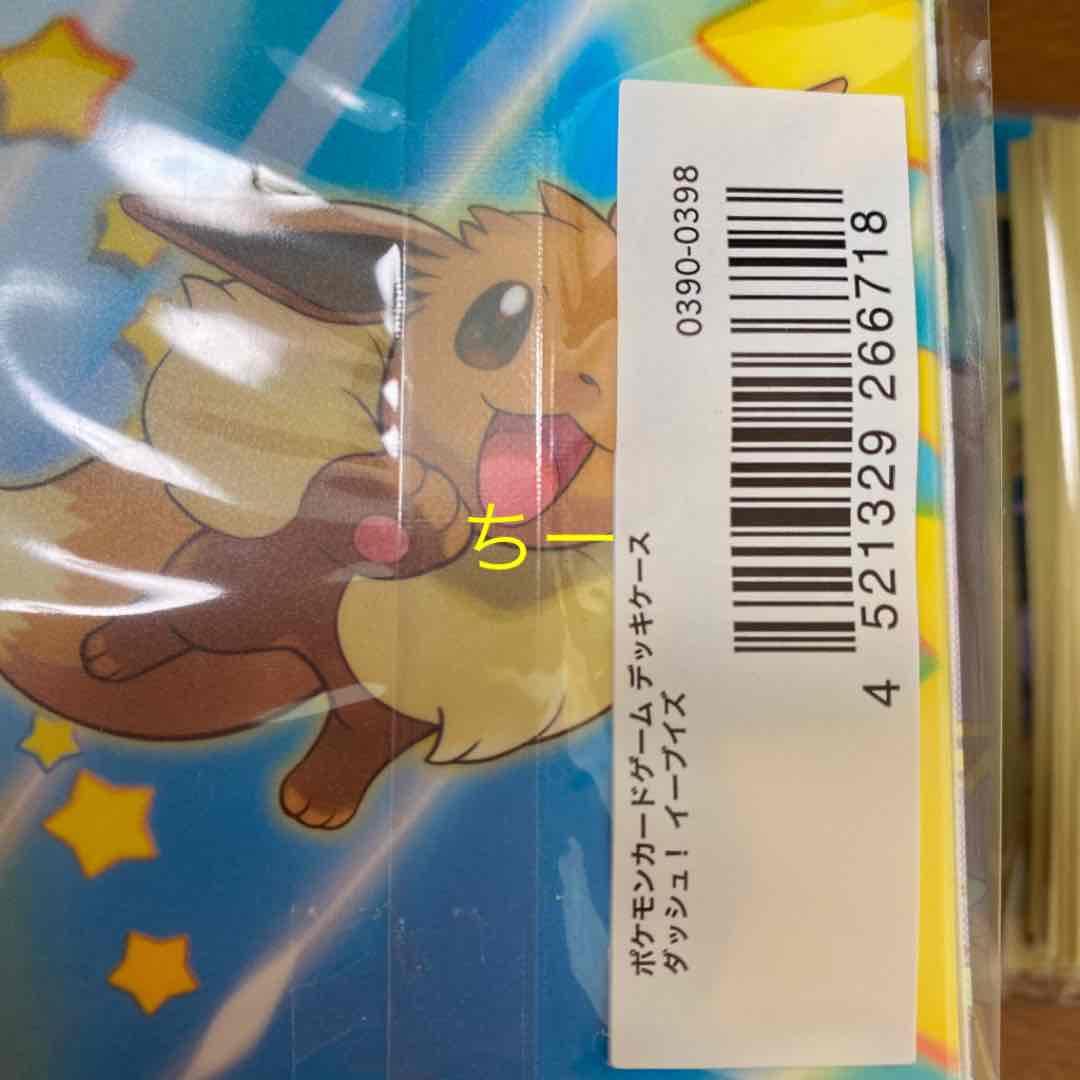 0390-0398
4 521329 266718
ポケモンカードゲーム デッキケース
ダッシュ！イーブイズ
ちー